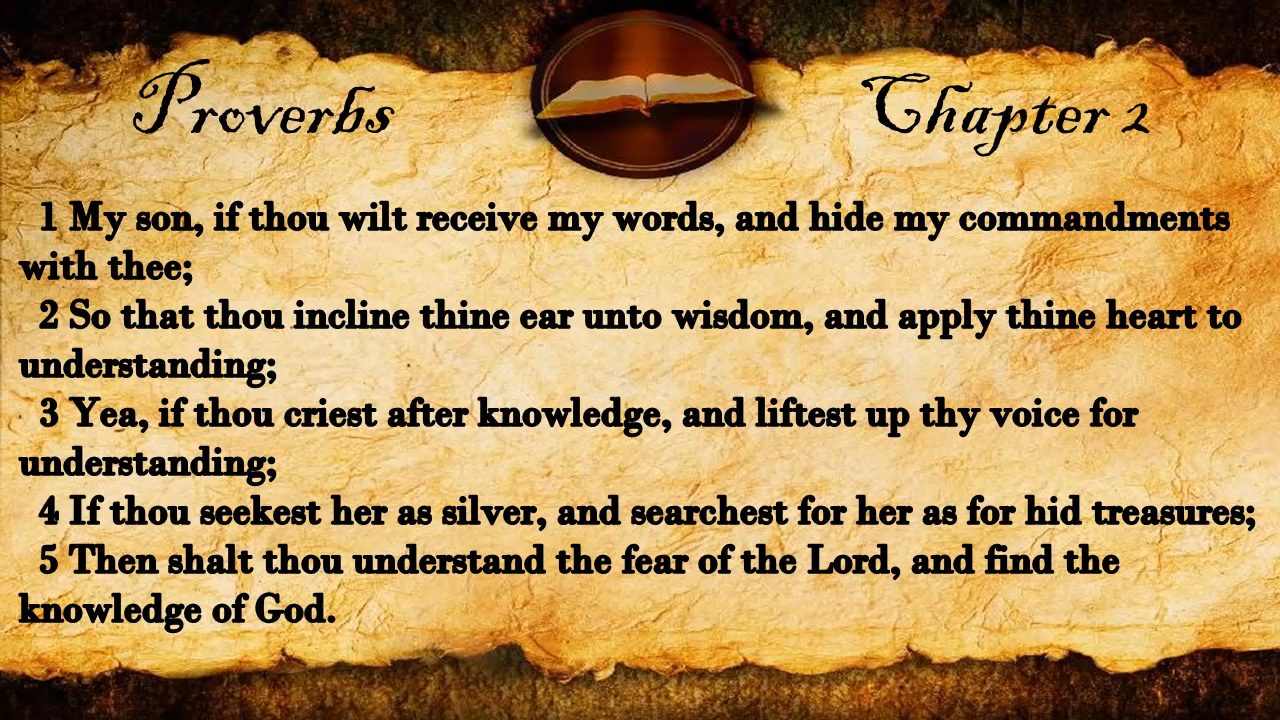 Proverbs Chapter 2
1 My son, if thou wilt receive my words, and hide my commandments
with thee;
2 So that thou incline thine ear unto wisdom, and apply thine heart to
understanding;
3 Yea, if thou criest after knowledge, and liftest up thy voice for
understanding;
4 If thou seekest her as silver, and searchest for her as for hid treasures;
5 Then shalt thou understand the fear of the Lord, and find the
knowledge of God.